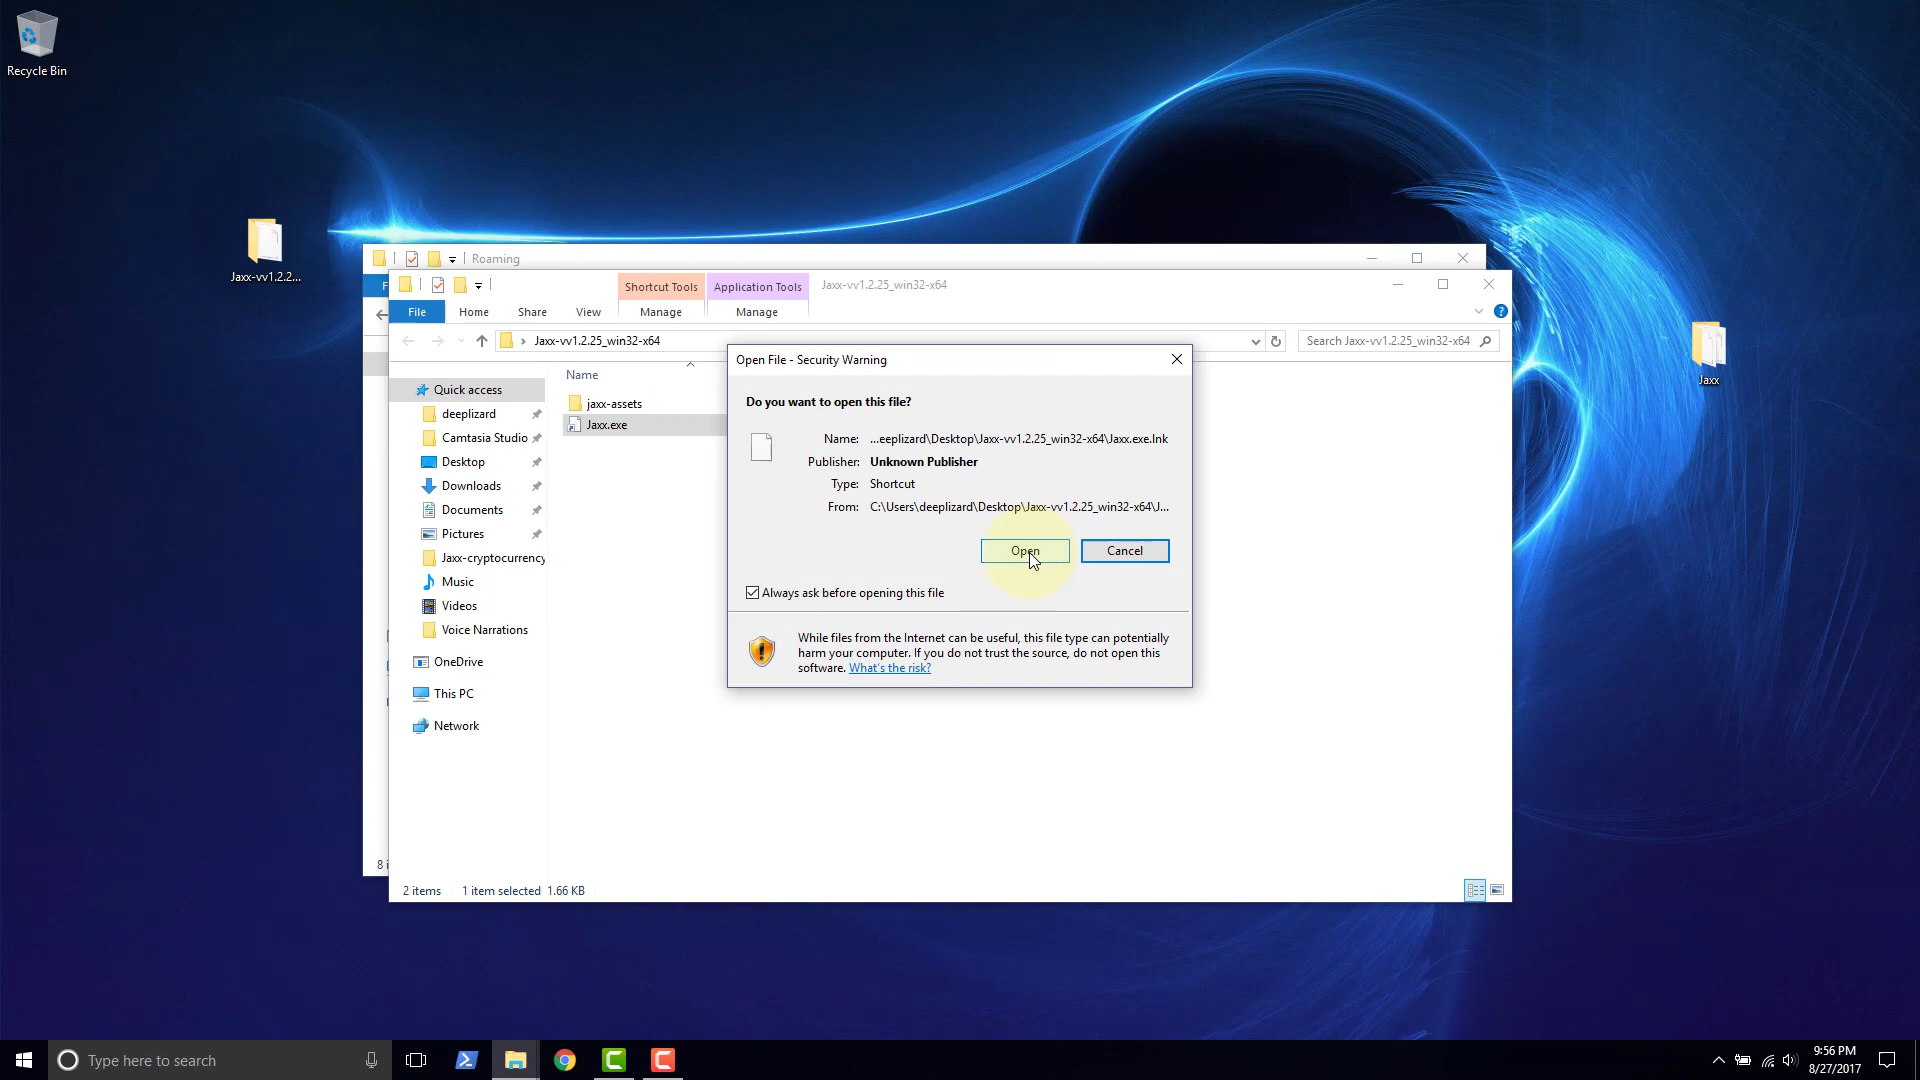 Recycle Bin
Jaxx-vv1.2.2...
Jaxx
Roaming
Shortcut Tools
Application Tools
Jaxx-vv1.2.25_win32-x64
File
Home
Share
View
Manage
Manage
Jaxx-vv1.2.25_win32-x64
Search Jaxx-vv1.2.25_win32-x64
Name
Quick access
deeplizard
Camtasia Studio
Desktop
Downloads
Documents
Pictures
Jaxx-cryptocurrency
Music
Videos
Voice Narrations
OneDrive
This PC
Network
jaxx-assets
Jaxx.exe
Open File - Security Warning
Do you want to open this file?
Name: ...eeplizard\Desktop\Jaxx-vv1.2.25_win32-x64\Jaxx.exe.lnk
Publisher: Unknown Publisher
Type: Shortcut
From: C:\Users\deeplizard\Desktop\Jaxx-vv1.2.25_win32-x64\J...
Open
Cancel
Always ask before opening this file
While files from the Internet can be useful, this file type can potentially
harm your computer. If you do not trust the source, do not open this
software. What's the risk?
2 items
1 item selected 1.66 KB
Type here to search
9:56 PM
8/27/2017